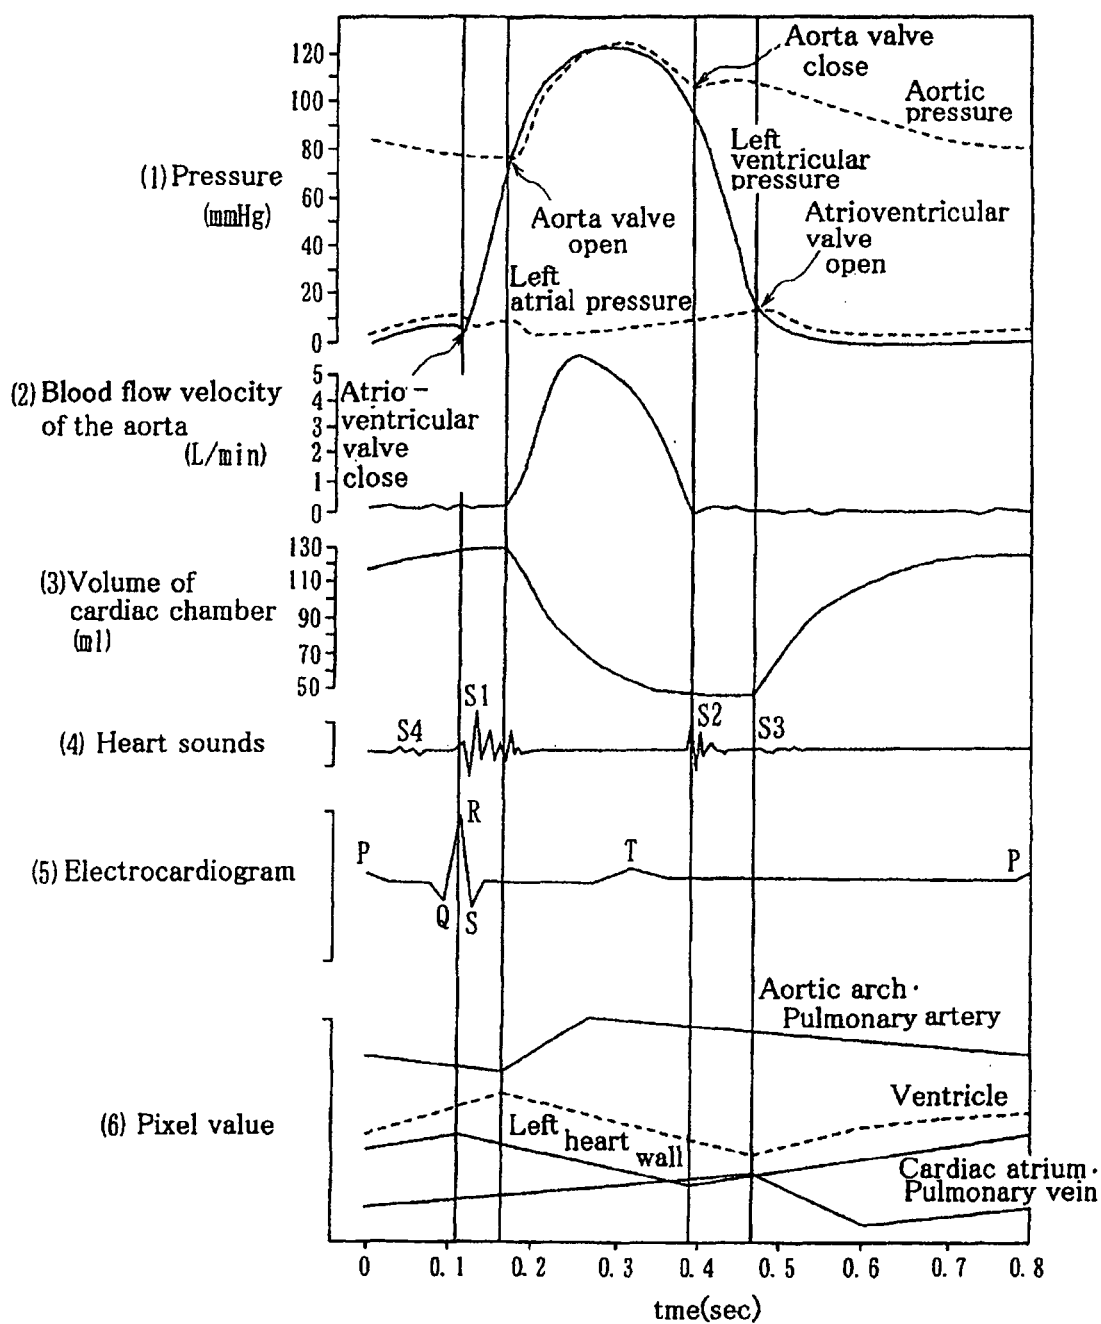 120
100
80
60
40
20
0
(1) Pressure
(mmHg)
Aorta valve
close
Aortic
pressure
Left
ventricular
pressure
Aorta valve
open
Atrioventricular
valve
open
Left
atrial pressure
(2) Blood flow velocity
of the aorta
(L/min)
5
4
3
2
1
0
Atrio-
ventricular
valve
close
(3) Volume of
cardiac chamber
(ml)
130
110
90
70
50
(4) Heart sounds
S4
S1
S2
S3
(5) Electrocardiogram
P
Q
R
S
T
P
(6) Pixel value
Aortic arch·
Pulmonary artery
Ventricle
Left heart wall
Cardiac atrium·
Pulmonary vein
0 0.1 0.2 0.3 0.4 0.5 0.6 0.7 0.8
tme(sec)